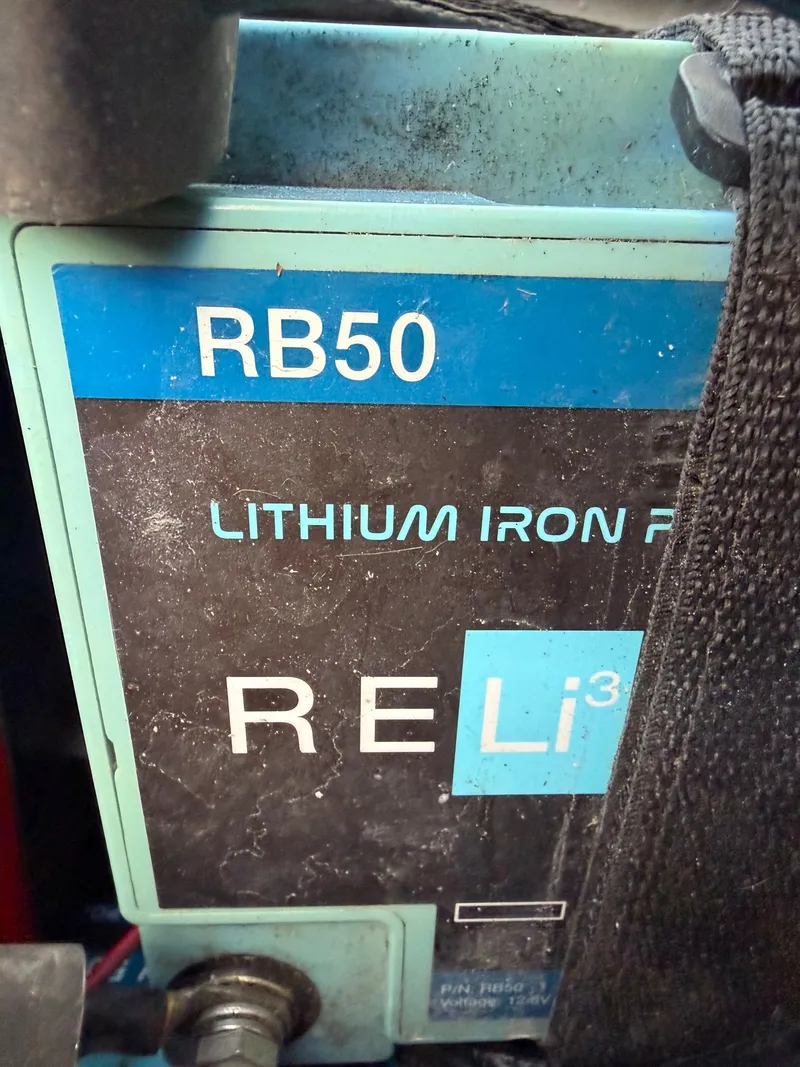 RB50
LITHIUM IRON P
RELi³
P/N: RB50
Voltage: 12.8V